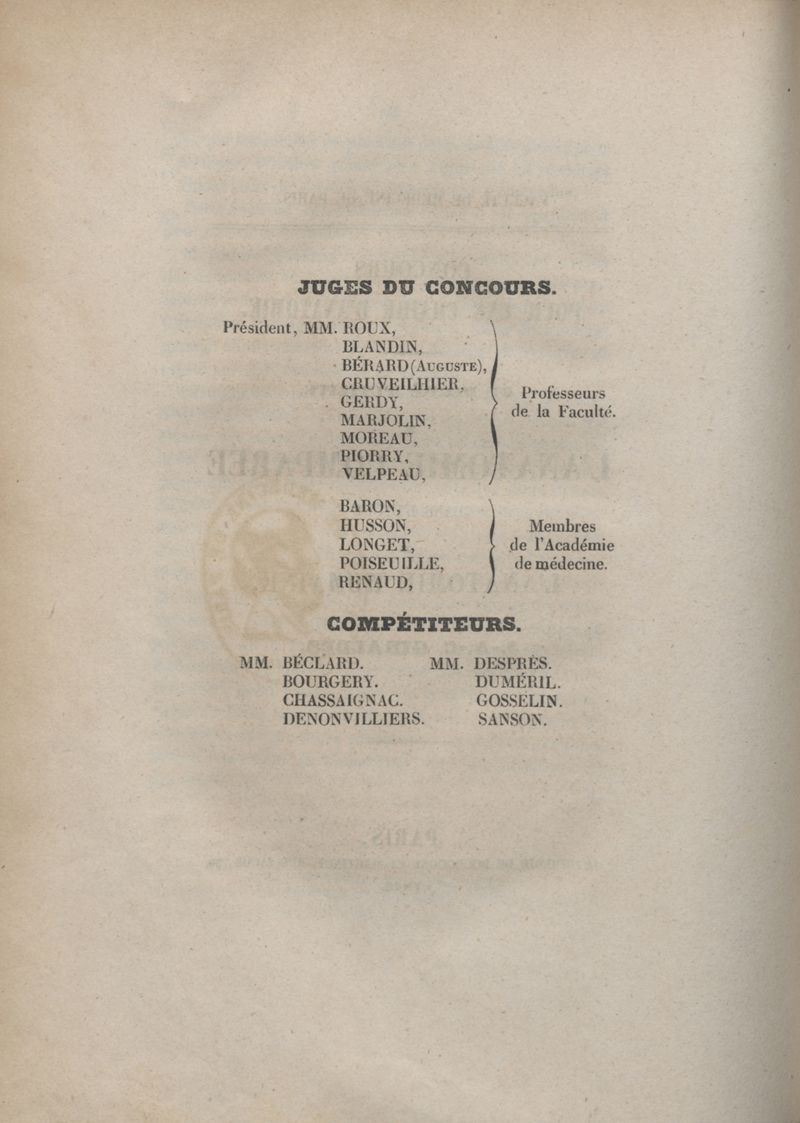 JUGES DU CONCOURS.
Président, MM. ROUX,
BLANDIN,
BÉRARD (AUGUSTE),
CRUVEILHIER,
GERDY,
MARJOLIN,
MOREAU,
PIORRY,
VELPEAU,
Professeurs
de la Faculté.
BARON,
HUSSON,
LONGET,
POISEUILLE,
RENAUD,
Membres
de l'Académie
de médecine.
COMPÉTITEURS.
MM. BÉCLARD. MM. DESPRÈS.
BOURGERY. DUMÉRIL.
CHASSAIGNAC. GOSSELIN.
DENONVILLIERS. SANSON.